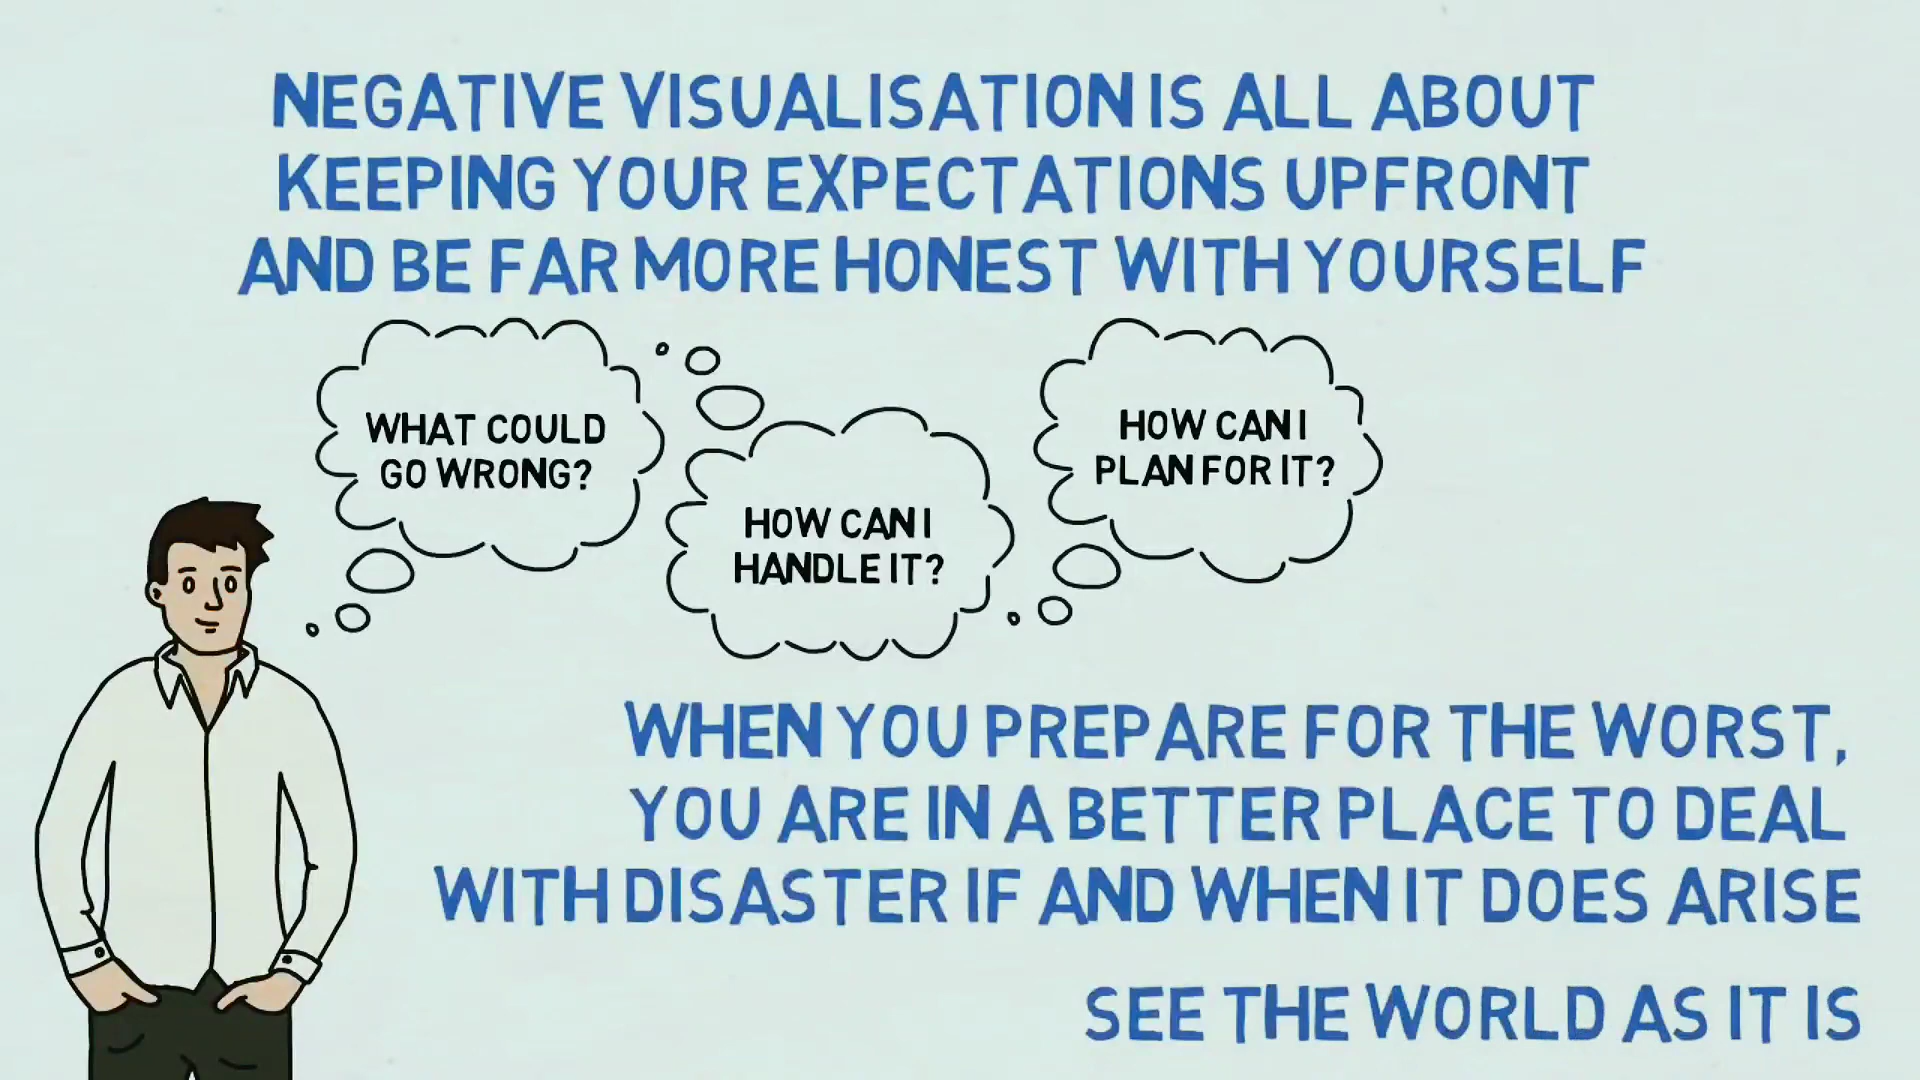 NEGATIVE VISUALISATION IS ALL ABOUT
KEEPING YOUR EXPECTATIONS UPFRONT
AND BE FAR MORE HONEST WITH YOURSELF
WHAT COULD
GO WRONG?
HOW CAN I
HANDLE IT?
HOW CAN I
PLAN FOR IT?
WHEN YOU PREPARE FOR THE WORST,
YOU ARE IN A BETTER PLACE TO DEAL
WITH DISASTER IF AND WHEN IT DOES ARISE
SEE THE WORLD AS IT IS